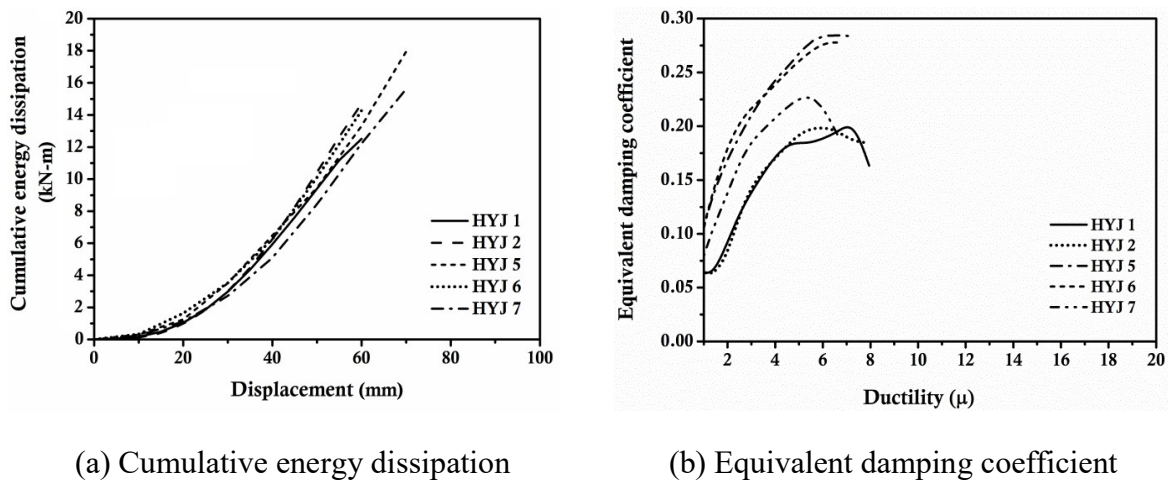 Cumulative energy dissipation
(kN-m)
20
18
16
14
12
10
8
6
4
2
0
HYJ 1
HYJ 2
HYJ 5
HYJ 6
HYJ 7
0 20 40 60 80 100
Displacement (mm)
Equivalent damping coefficient
0.30
0.25
0.20
0.15
0.10
0.05
0.00
HYJ 1
HYJ 2
HYJ 5
HYJ 6
HYJ 7
2 4 6 8 10 12 14 16 18 20
Ductility (µ)
(a) Cumulative energy dissipation
(b) Equivalent damping coefficient